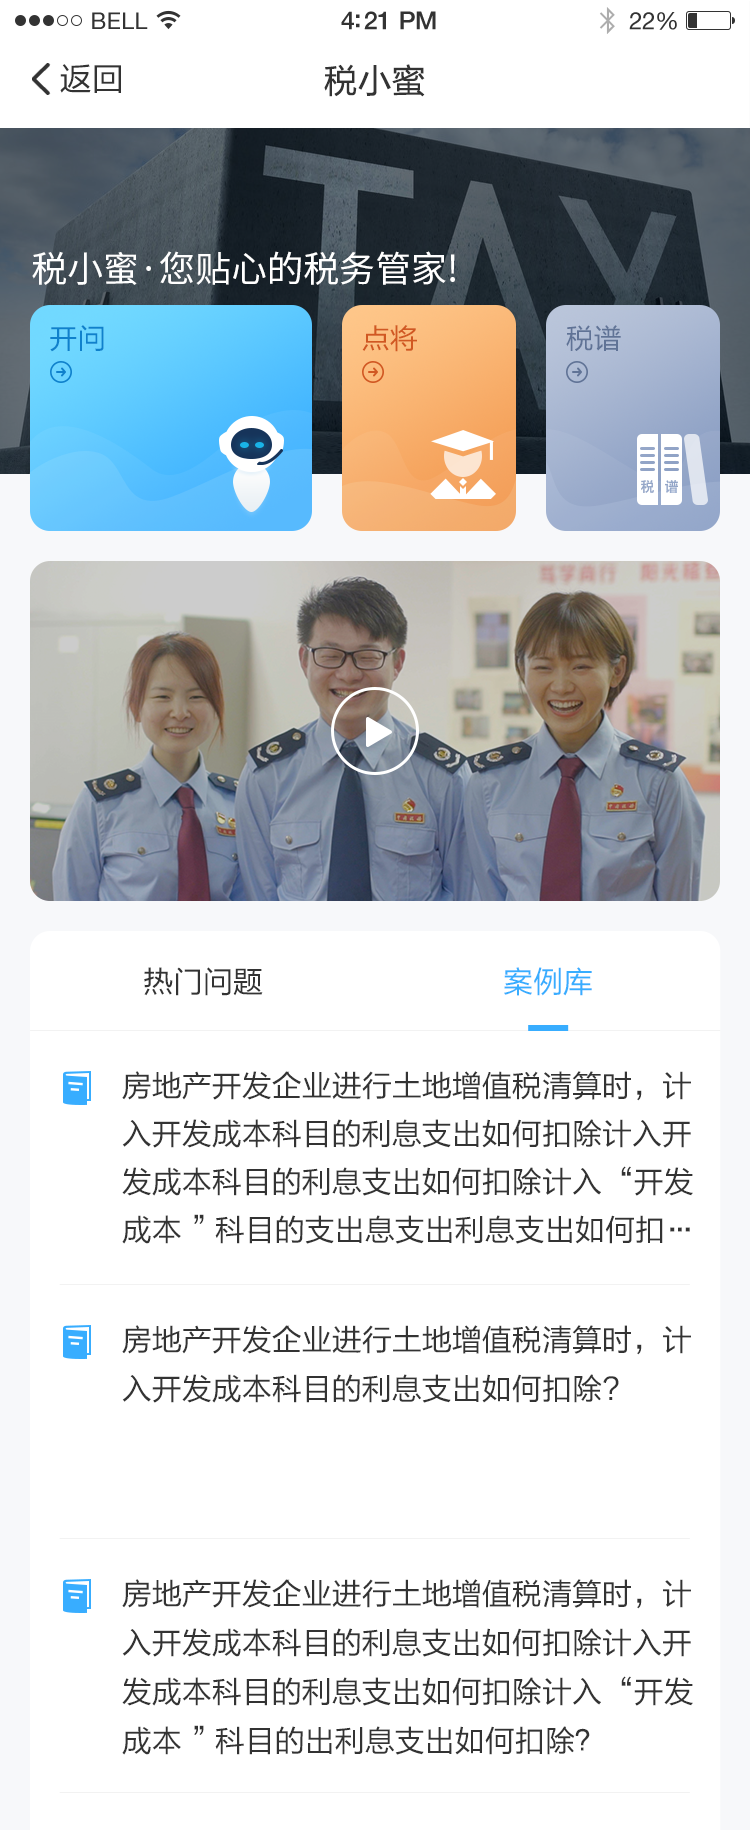 BELL
4:21 PM
22%
返回
税小蜜
TAX
税小蜜·您贴心的税务管家!
开问
点将
税谱
税 谱
热门问题
案例库
房地产开发企业进行土地增值税清算时，计
入开发成本科目的利息支出如何扣除计入开
发成本科目的利息支出如何扣除计入“开发
成本”科目的支出息支出利息支出如何扣…
房地产开发企业进行土地增值税清算时，计
入开发成本科目的利息支出如何扣除?
房地产开发企业进行土地增值税清算时，计
入开发成本科目的利息支出如何扣除计入开
发成本科目的利息支出如何扣除计入“开发
成本”科目的出利息支出如何扣除?